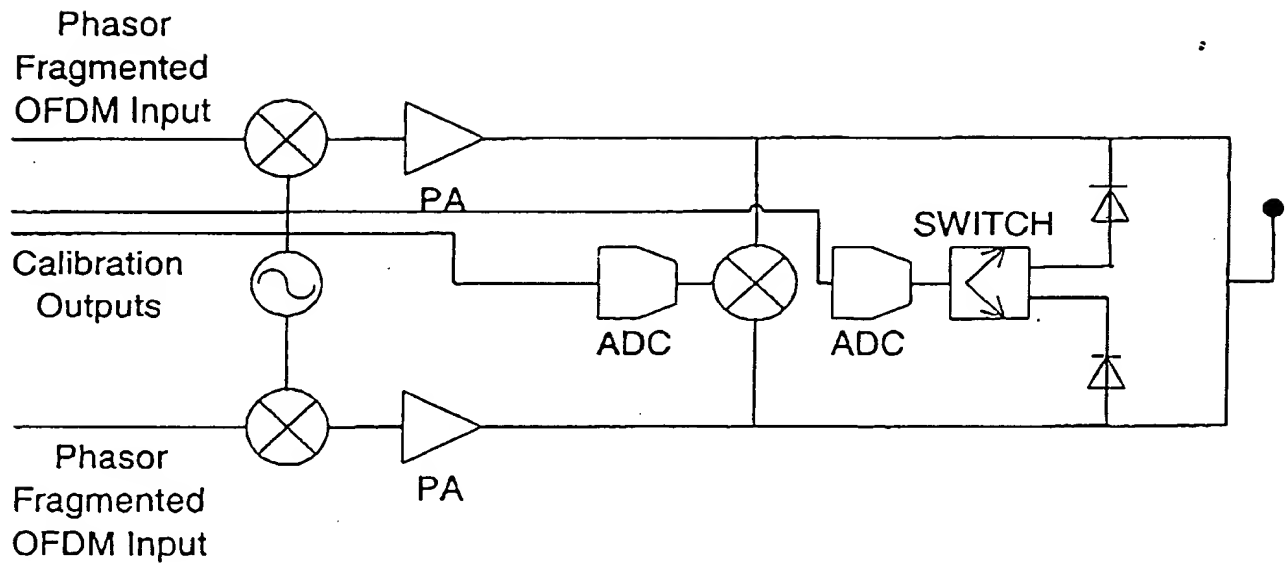 Phasor
Fragmented
OFDM Input
PA
SWITCH
Calibration
Outputs
ADC
ADC
PA
Phasor
Fragmented
OFDM Input